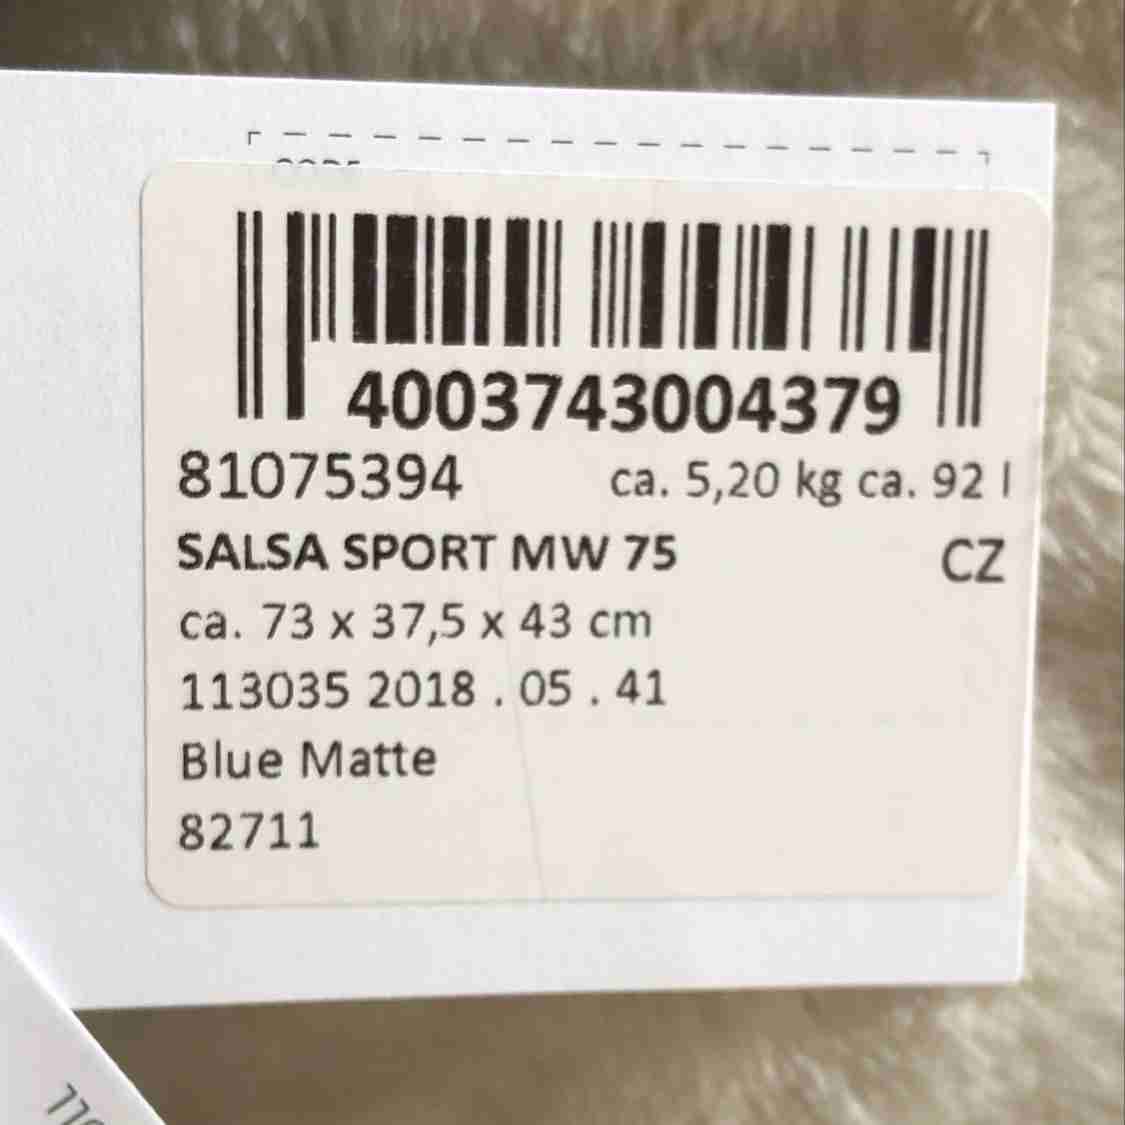 4003743004379
81075394 ca. 5,20 kg ca. 92 l
SALSA SPORT MW 75 CZ
ca. 73 x 37,5 x 43 cm
113035 2018 . 05 . 41
Blue Matte
82711